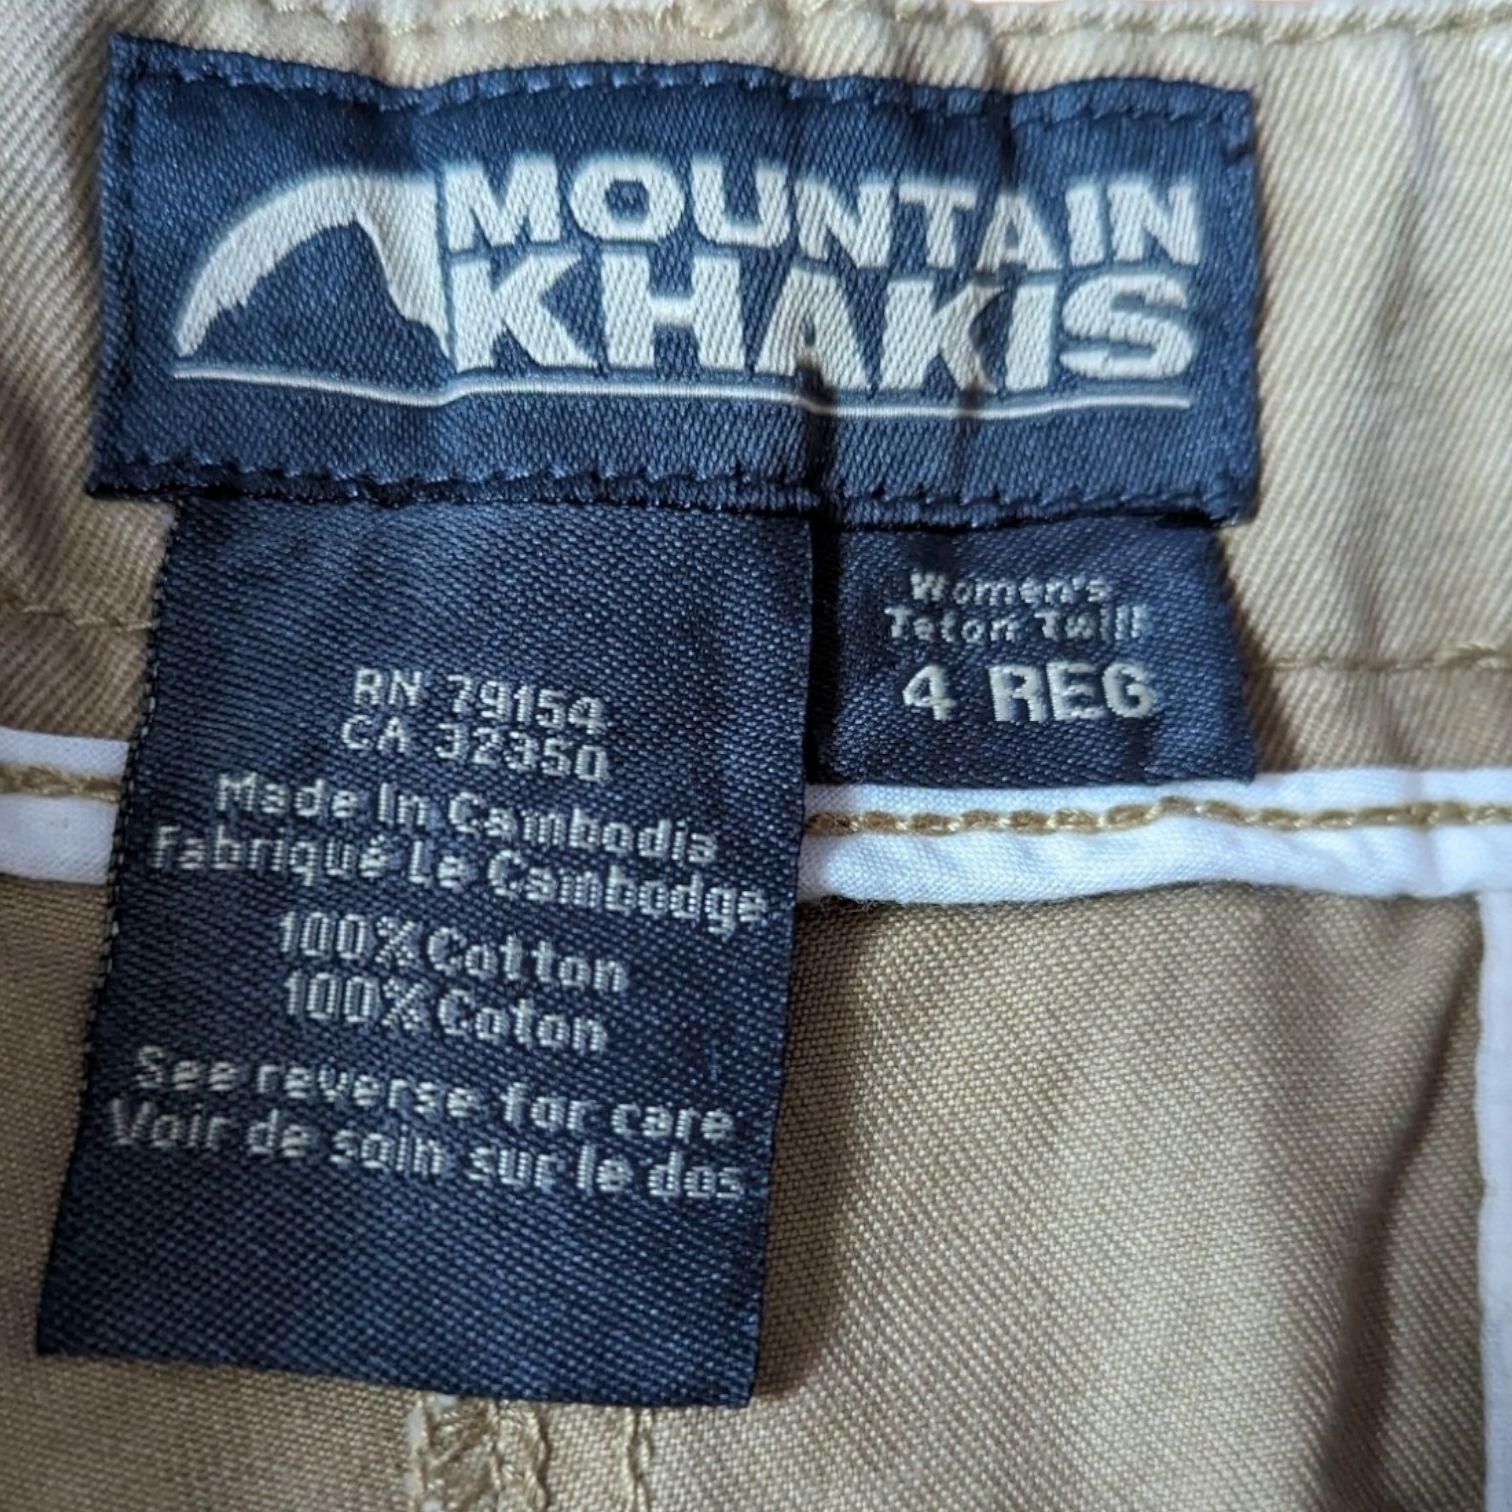 MOUNTAIN
KHAKIS
Women's
Teton Twill
4 REG
RN 79154
CA 32350
Made In Cambodia
Fabriqué Le Cambodge
100% Cotton
100% Coton
See reverse for care
Voir de soin sur le dos